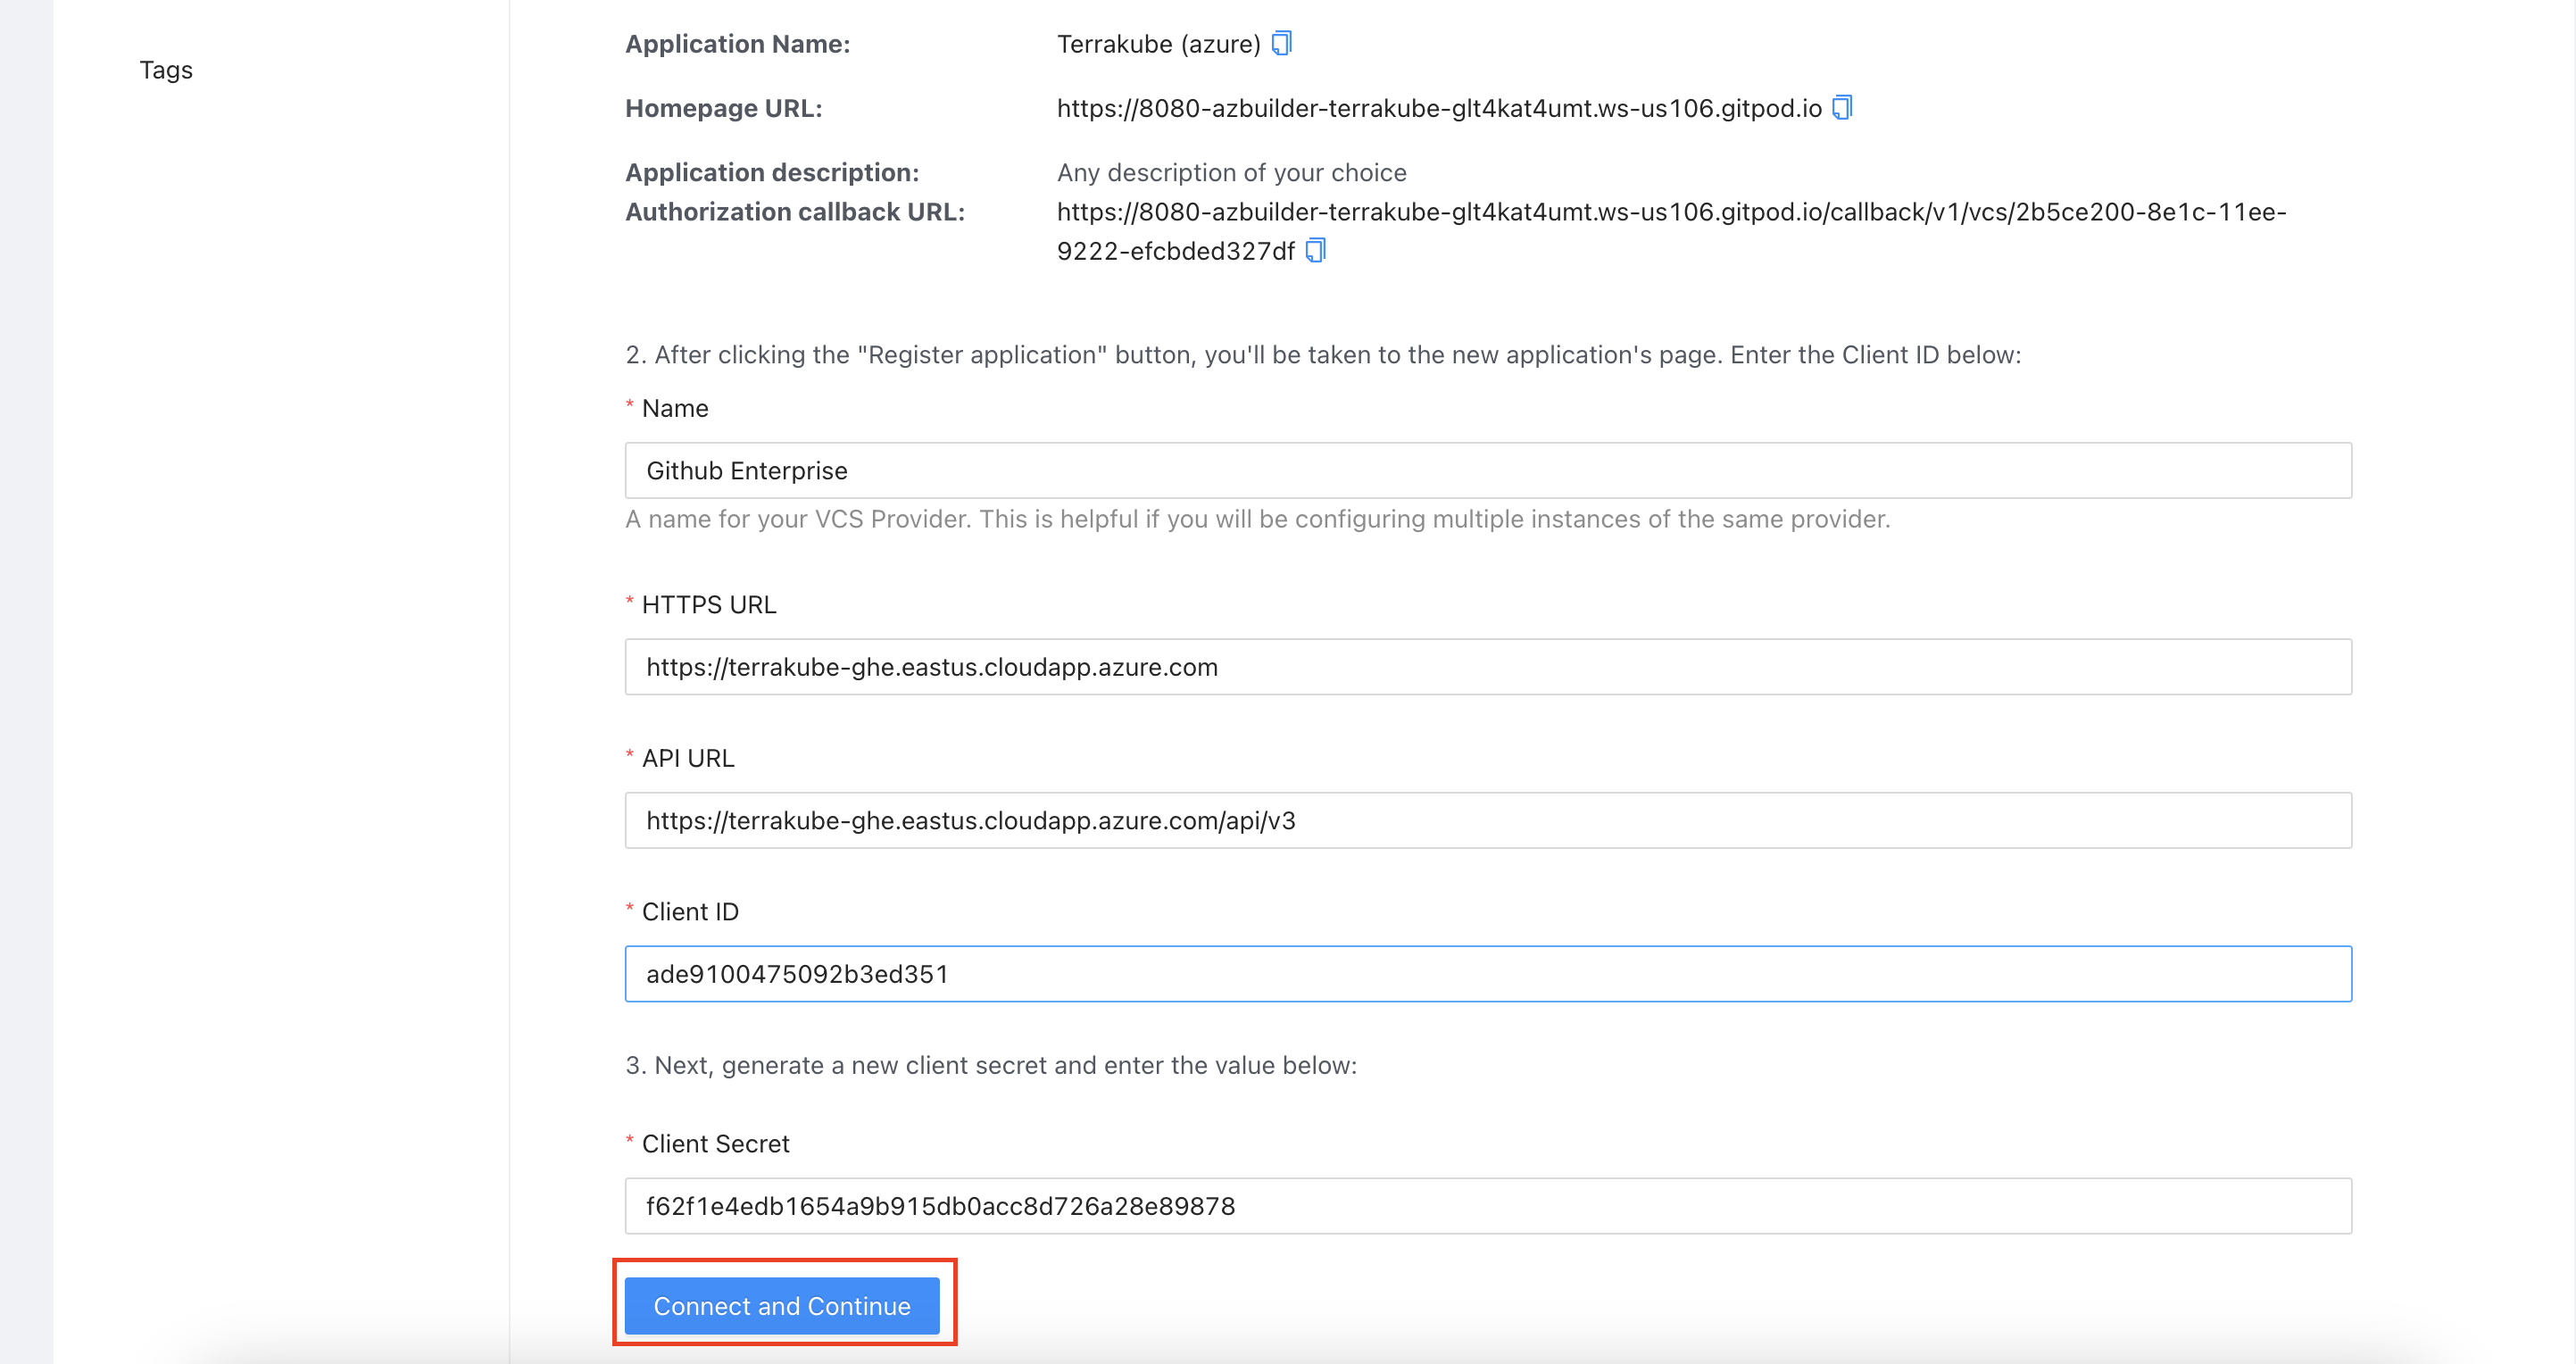 Tags
Application Name: Terrakube (azure)
Homepage URL: https://8080-azbuilder-terrakube-glt4kat4umt.ws-us106.gitpod.io
Application description: Any description of your choice
Authorization callback URL: https://8080-azbuilder-terrakube-glt4kat4umt.ws-us106.gitpod.io/callback/v1/vcs/2b5ce200-8e1c-11ee-
9222-efcbded327df
2. After clicking the "Register application" button, you'll be taken to the new application's page. Enter the Client ID below:
* Name
Github Enterprise
A name for your VCS Provider. This is helpful if you will be configuring multiple instances of the same provider.
* HTTPS URL
https://terrakube-ghe.eastus.cloudapp.azure.com
* API URL
https://terrakube-ghe.eastus.cloudapp.azure.com/api/v3
* Client ID
ade9100475092b3ed351
3. Next, generate a new client secret and enter the value below:
* Client Secret
f62f1e4edb1654a9b915db0acc8d726a28e89878
Connect and Continue